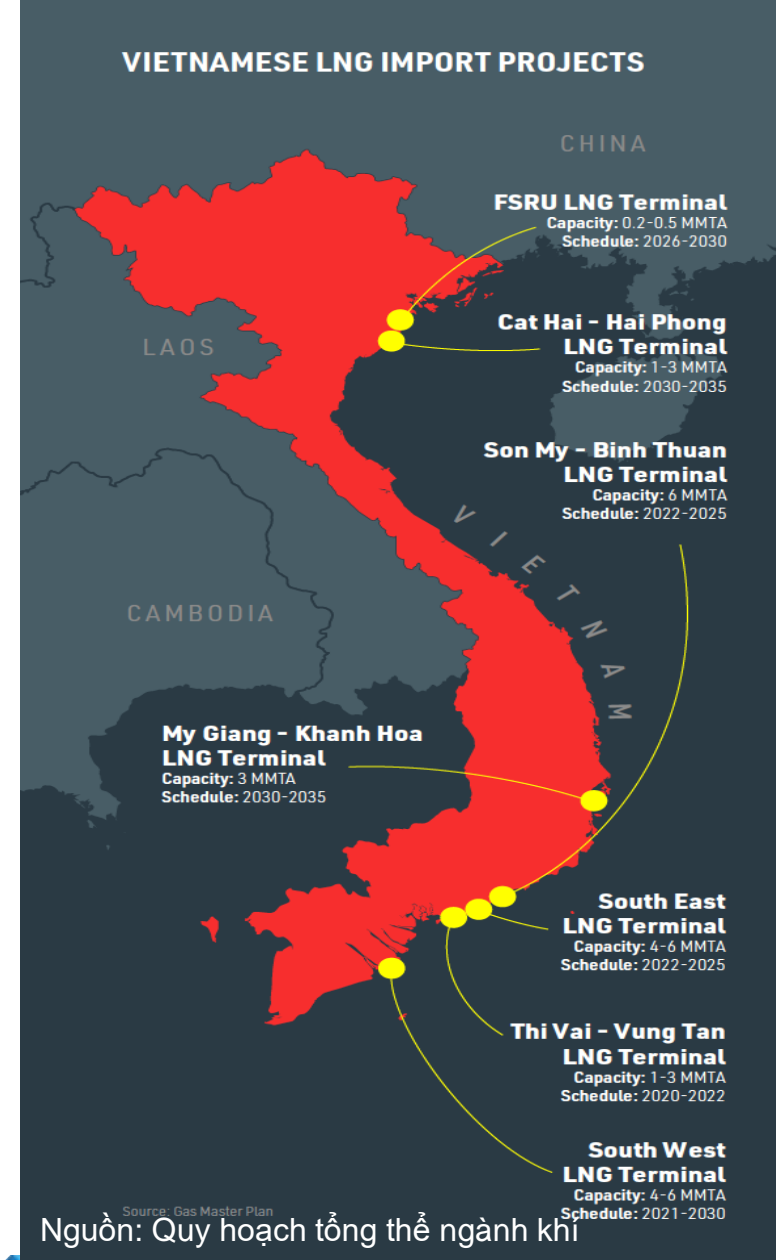 VIETNAMESE LNG IMPORT PROJECTS
CHINA
FSRU LNG Terminal
Capacity: 0.2-0.5 MMTA
Schedule: 2026-2030
LAOS
Cat Hai - Hai Phong
LNG Terminal
Capacity: 1-3 MMTA
Schedule: 2030-2035
Son My - Binh Thuan
LNG Terminal
Capacity: 6 MMTA
Schedule: 2022-2025
VIETNAM
CAMBODIA
My Giang - Khanh Hoa
LNG Terminal
Capacity: 3 MMTA
Schedule: 2030-2035
South East
LNG Terminal
Capacity: 4-6 MMTA
Schedule: 2022-2025
Thi Vai - Vung Tan
LNG Terminal
Capacity: 1-3 MMTA
Schedule: 2020-2022
South West
LNG Terminal
Capacity: 4-6 MMTA
Schedule: 2021-2030
Source: Gas Master Plan
Nguồn: Quy hoạch tổng thể ngành khí